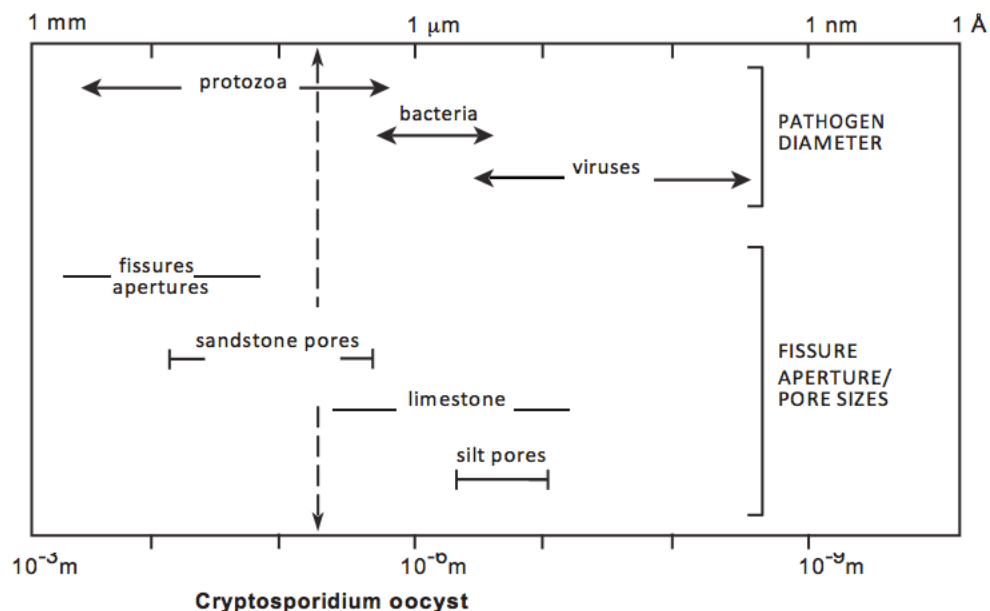 1 mm 1 μm 1 nm 1 Å
protozoa
bacteria
viruses
PATHOGEN
DIAMETER
fissures
apertures
sandstone pores
limestone
silt pores
FISSURE
APERTURE/
PORE SIZES
10⁻³m 10⁻⁶m 10⁻⁹m
Cryptosporidium oocyst